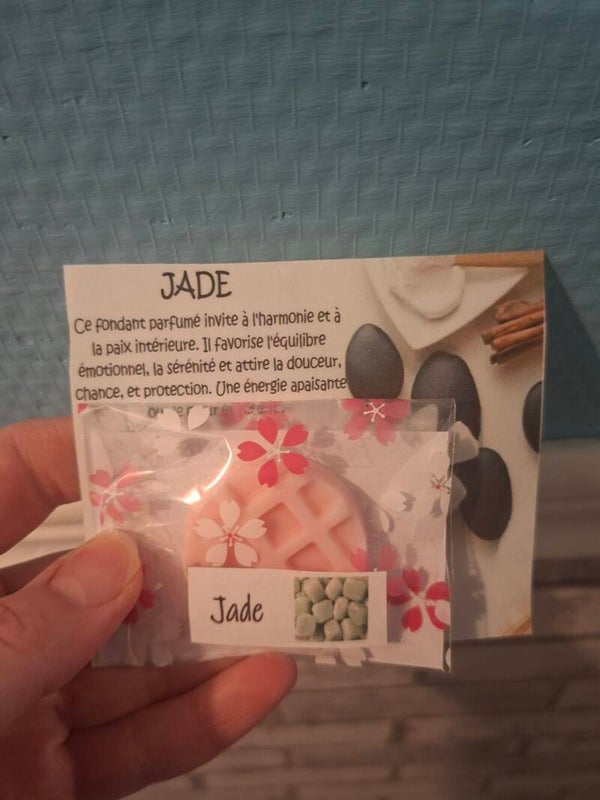 JADE
Ce fondant parfumé invite à l'harmonie et à
la paix intérieure. Il favorise l'équilibre
émotionnel, la sérénité et attire la douceur,
chance, et protection. Une énergie apaisante
Jade